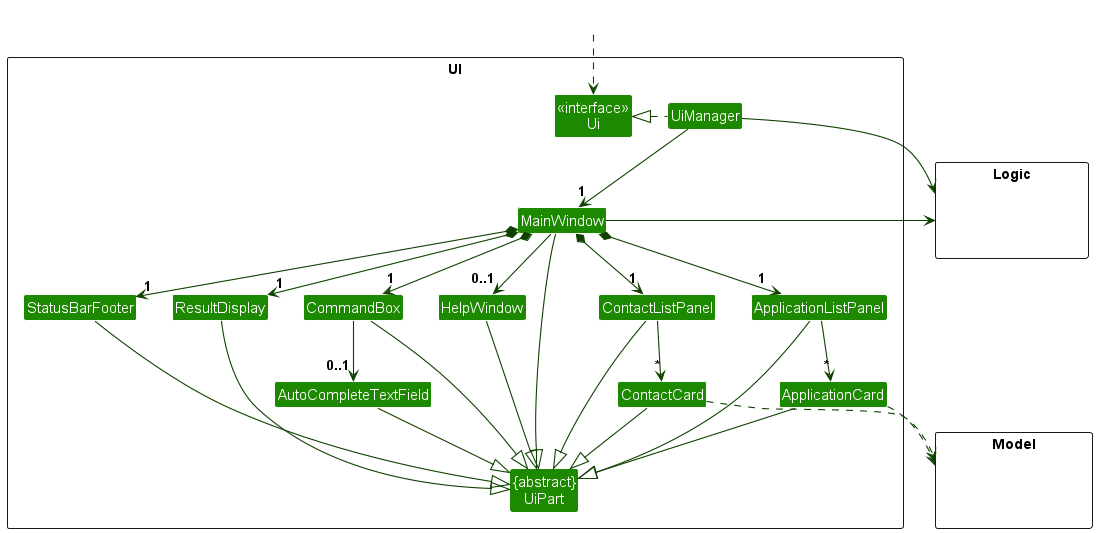 UI
«interface»
Ui
UiManager
Logic
1
MainWindow
1
1
1
0..1
1
1
StatusBarFooter
ResultDisplay
CommandBox
HelpWindow
ContactListPanel
ApplicationListPanel
0..1
*
*
AutoCompleteTextField
ContactCard
ApplicationCard
Model
{abstract}
UiPart